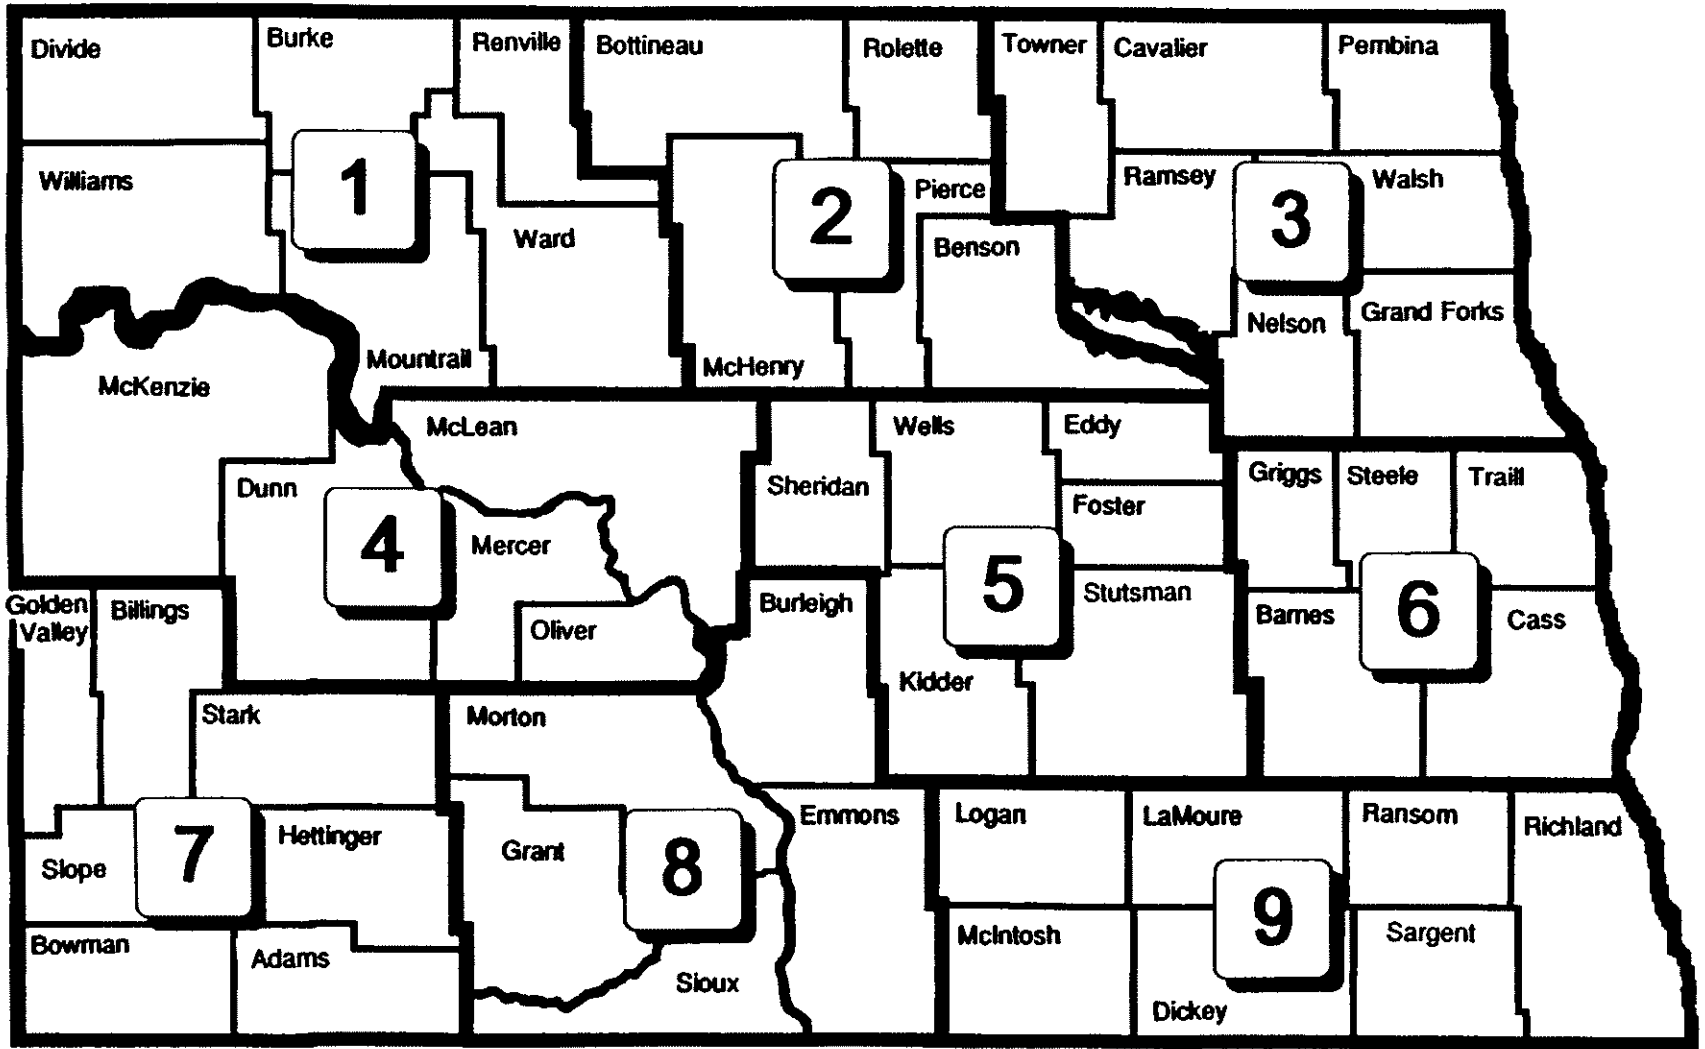 Divide
Burke
Renville
Bottineau
Rolette
Towner
Cavalier
Pembina
Williams
1
2
Pierce
Ramsey
3
Walsh
Ward
Benson
Mountrail
McHenry
Nelson
Grand Forks
McKenzie
McLean
Wells
Eddy
Dunn
Sheridan
Foster
Griggs
Steele
Traill
4
Mercer
5
Stutsman
6
Golden
Valley
Billings
Oliver
Burleigh
Barnes
Cass
Kidder
Stark
Morton
Emmons
Logan
LaMoure
Ransom
Richland
Slope
7
Hettinger
Grant
8
9
Bowman
Adams
Sioux
McIntosh
Dickey
Sargent